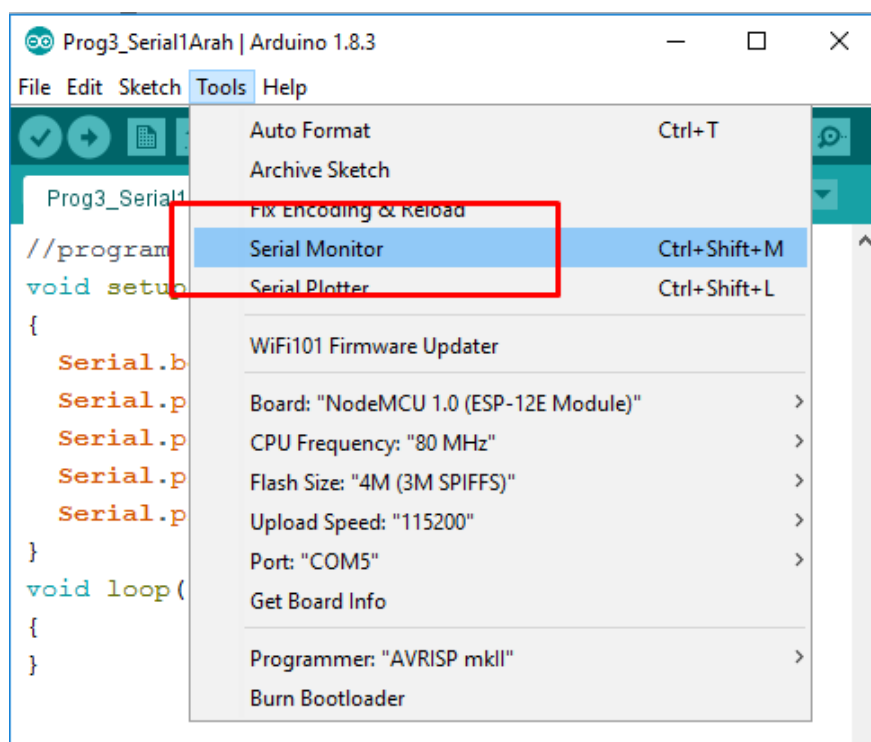 Prog3_Serial1Arah | Arduino 1.8.3
File Edit Sketch Tools Help
Auto Format Ctrl+T
Archive Sketch
Prog3_Serial1
Fix Encoding & Reload
//program
Serial Monitor Ctrl+Shift+M
void setup
Serial Plotter Ctrl+Shift+L
{
WiFi101 Firmware Updater
Serial.b
Serial.p
Board: "NodeMCU 1.0 (ESP-12E Module)"
Serial.p
CPU Frequency: "80 MHz"
Serial.p
Flash Size: "4M (3M SPIFFS)"
Serial.p
Upload Speed: "115200"
}
Port: "COM5"
void loop(
Get Board Info
{
}
Programmer: "AVRISP mkII"
Burn Bootloader